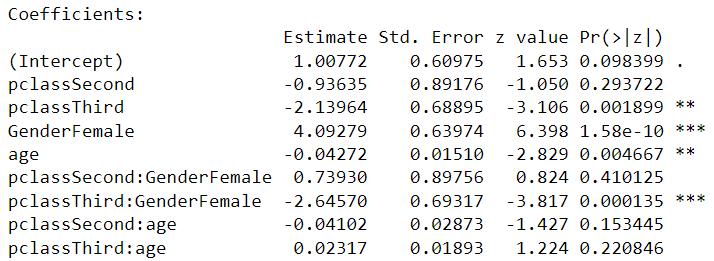 Coefficients:
Estimate Std. Error z value Pr(>|z|)
(Intercept) 1.00772 0.60975 1.653 0.098399 .
pclassSecond -0.93635 0.89176 -1.050 0.293722
pclassThird -2.13964 0.68895 -3.106 0.001899 **
GenderFemale 4.09279 0.63974 6.398 1.58e-10 ***
age -0.04272 0.01510 -2.829 0.004667 **
pclassSecond:GenderFemale 0.73930 0.89756 0.824 0.410125
pclassThird:GenderFemale -2.64570 0.69317 -3.817 0.000135 ***
pclassSecond:age -0.04102 0.02873 -1.427 0.153445
pclassThird:age 0.02317 0.01893 1.224 0.220846